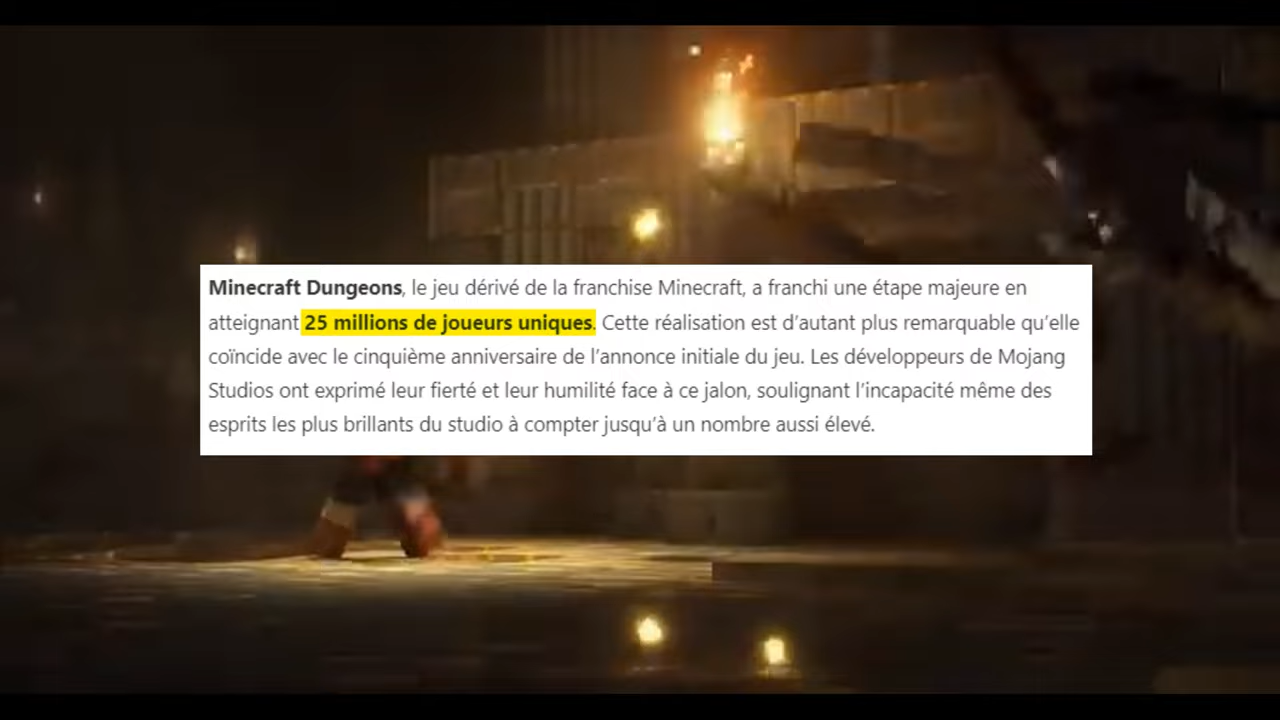 Minecraft Dungeons, le jeu dérivé de la franchise Minecraft, a franchi une étape majeure en
atteignant 25 millions de joueurs uniques. Cette réalisation est d’autant plus remarquable qu’elle
coïncide avec le cinquième anniversaire de l’annonce initiale du jeu. Les développeurs de Mojang
Studios ont exprimé leur fierté et leur humilité face à ce jalon, soulignant l’incapacité même des
esprits les plus brillants du studio à compter jusqu’à un nombre aussi élevé.